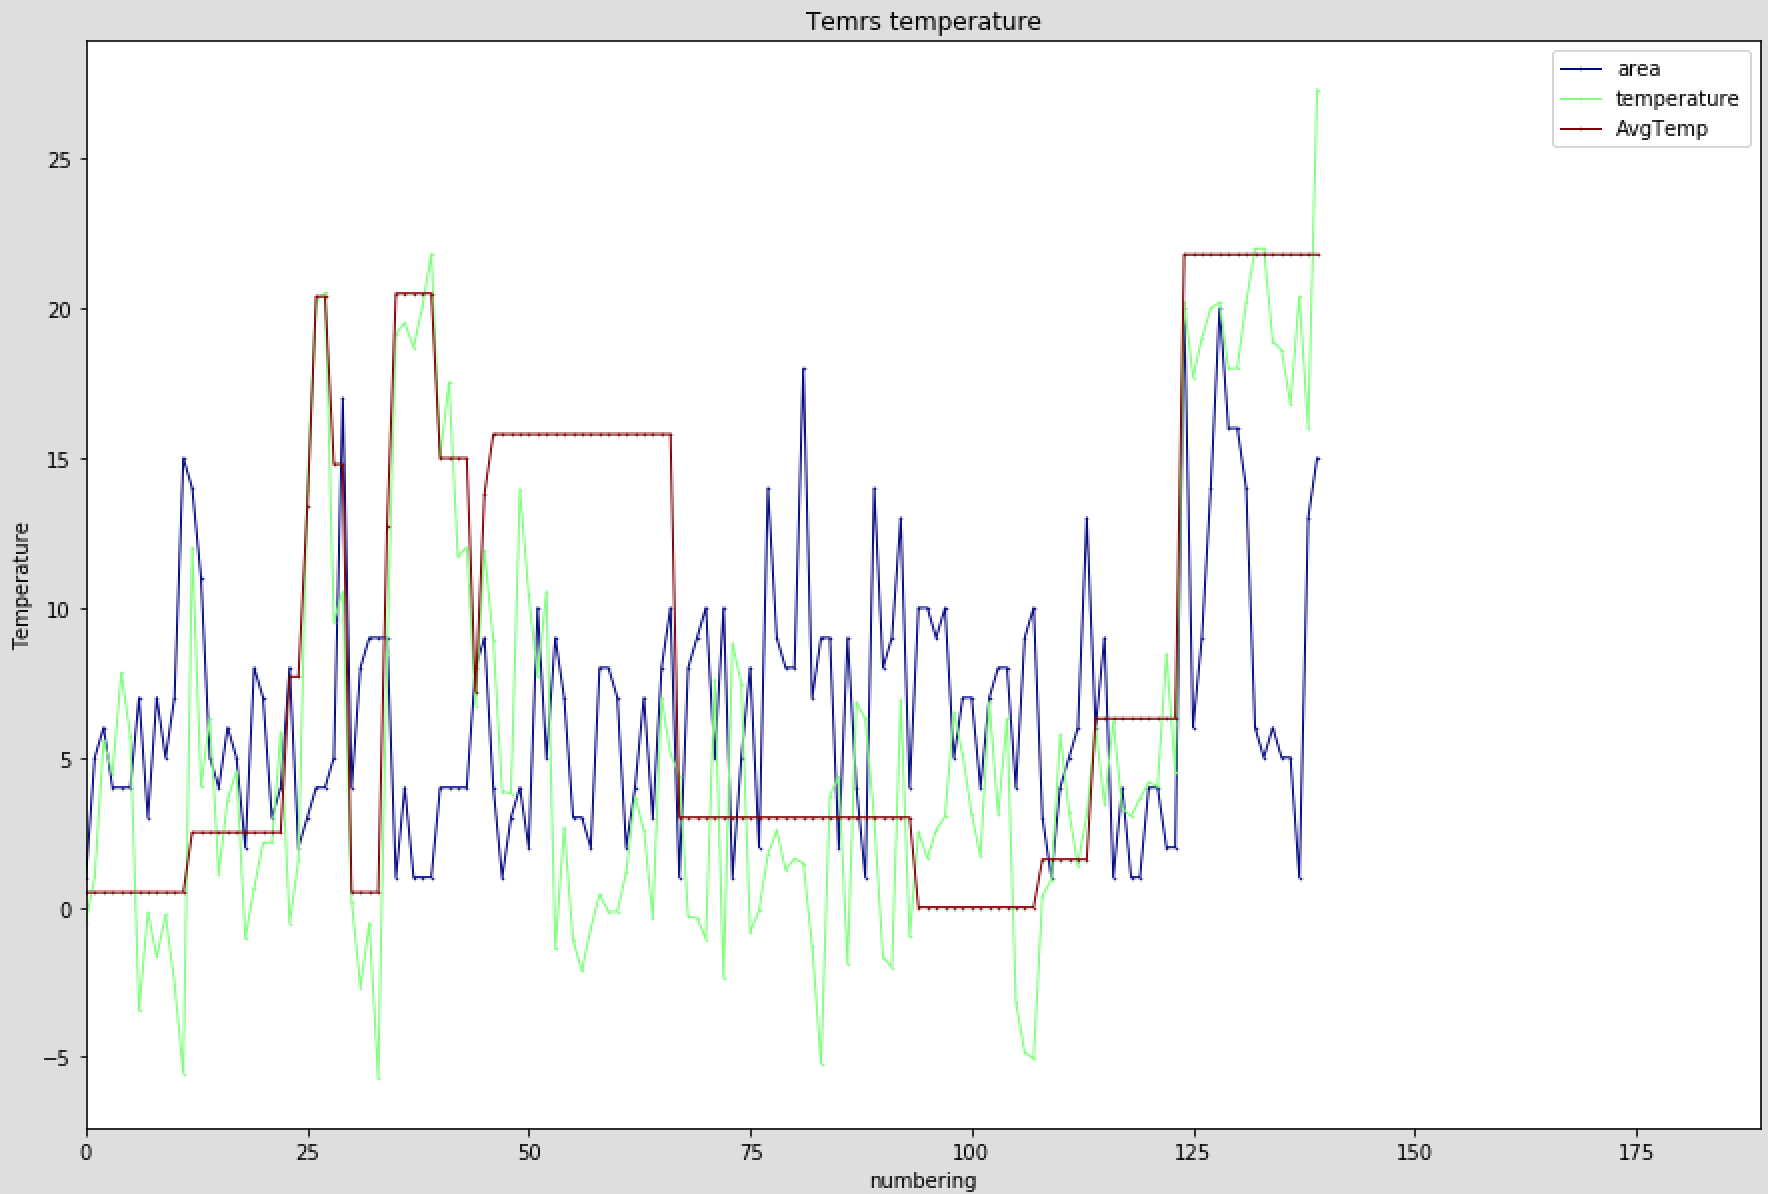 Temrs temperature
area
temperature
AvgTemp
25
20
15
10
5
0
−5
Temperature
0 25 50 75 100 125 150 175
numbering